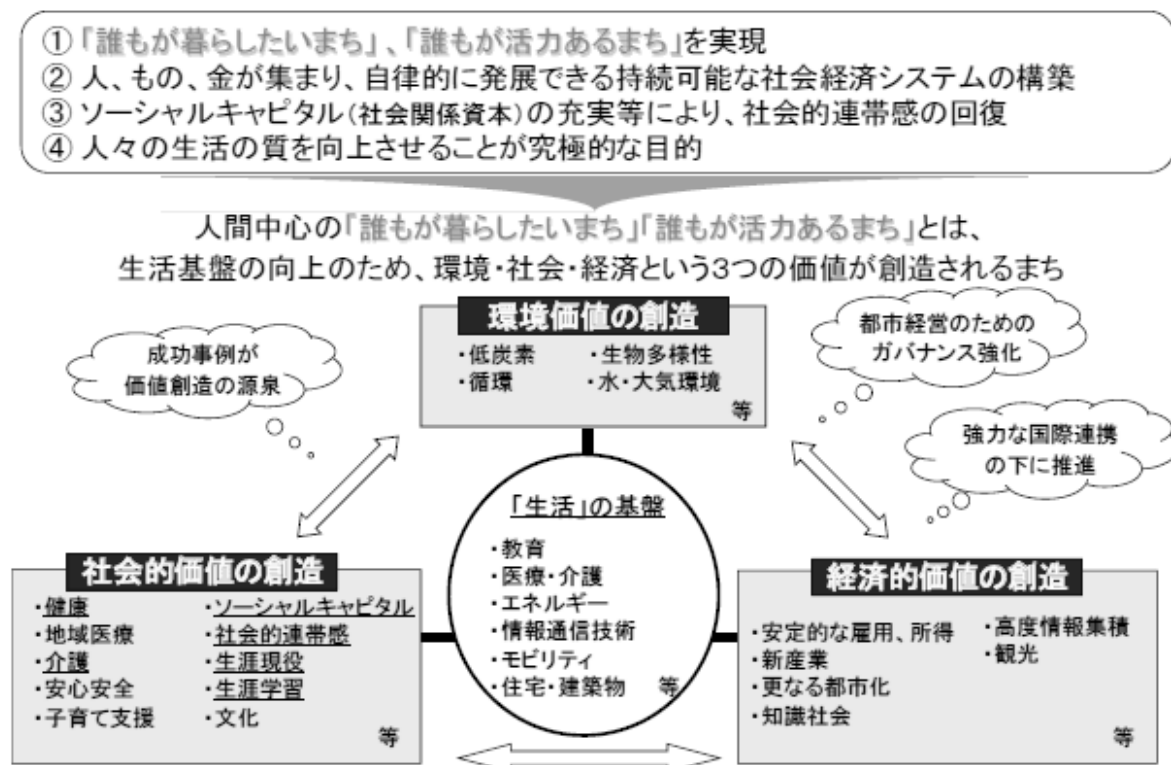 ① 「誰もが暮らしたいまち」、「誰もが活力あるまち」を実現
② 人、もの、金が集まり、自律的に発展できる持続可能な社会経済システムの構築
③ ソーシャルキャピタル(社会関係資本)の充実等により、社会的連帯感の回復
④ 人々の生活の質を向上させることが究極的な目的
人間中心の「誰もが暮らしたいまち」「誰もが活力あるまち」とは、
生活基盤の向上のため、環境・社会・経済という3つの価値が創造されるまち
成功事例が
価値創造の源泉
環境価値の創造
・低炭素 ・生物多様性
・循環 ・水・大気環境
等
都市経営のための
ガバナンス強化
強力な国際連携
の下に推進
「生活」の基盤
・教育
・医療・介護
・エネルギー
・情報通信技術
・モビリティ
・住宅・建築物 等
社会的価値の創造
・健康 ・ソーシャルキャピタル
・地域医療 ・社会的連帯感
・介護 ・生涯現役
・安心安全 ・生涯学習
・子育て支援 ・文化
等
経済的価値の創造
・安定的な雇用、所得 ・高度情報集積
・新産業 ・観光
・更なる都市化
・知識社会
等